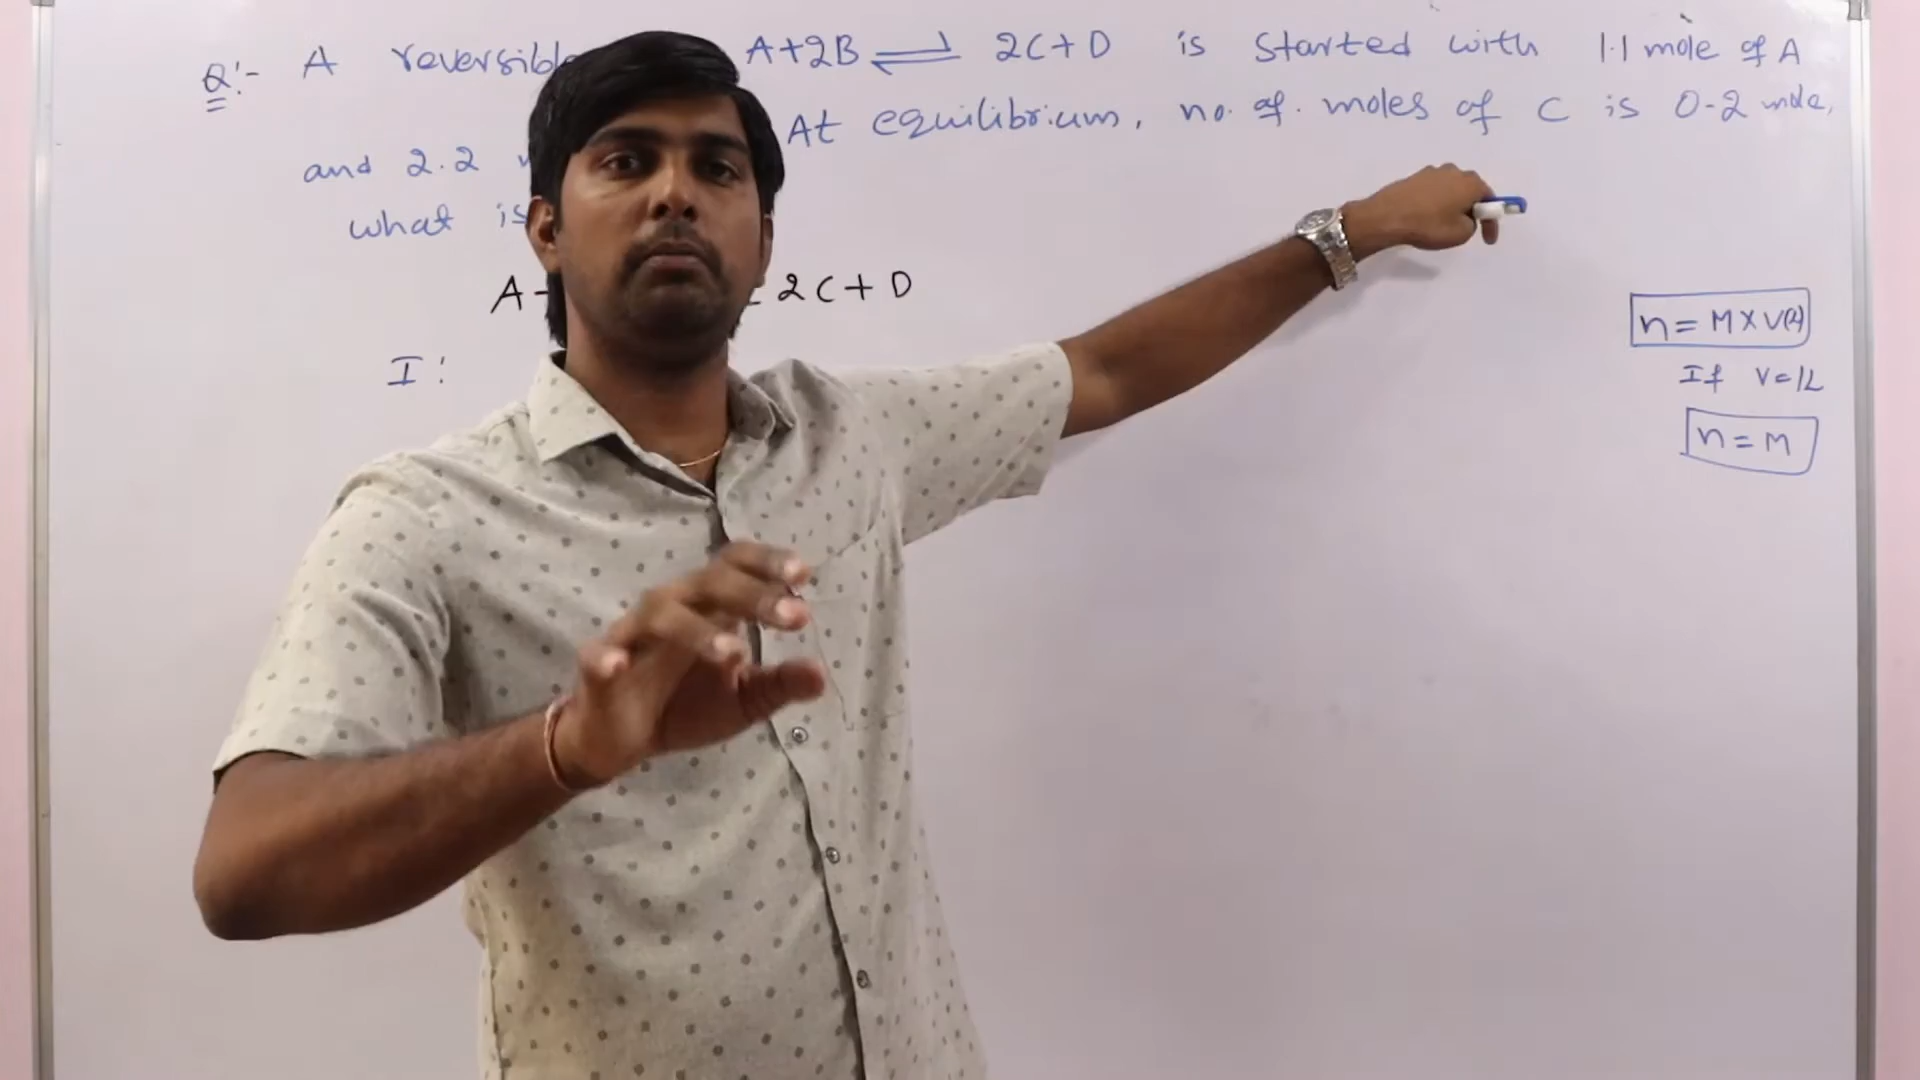 Q:- A reversible A+2B ⇌ 2C+D is started with 1.1 mole of A
and 2.2 At equilibrium, no. of. moles of C is 0.2 mole,
what is
A 2C+D
I:
n = M×V(L)
If V=1L
n = M